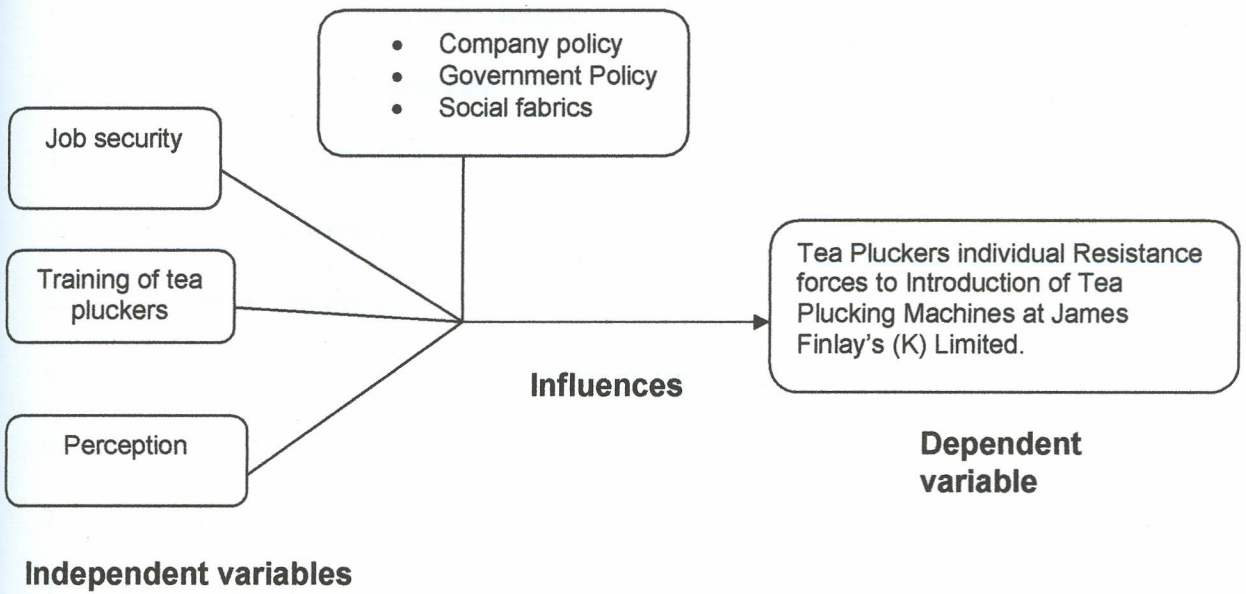 • Company policy
• Government Policy
• Social fabrics
Job security
Training of tea
pluckers
Perception
Independent variables
Influences
Tea Pluckers individual Resistance
forces to Introduction of Tea
Plucking Machines at James
Finlay's (K) Limited.
Dependent
variable